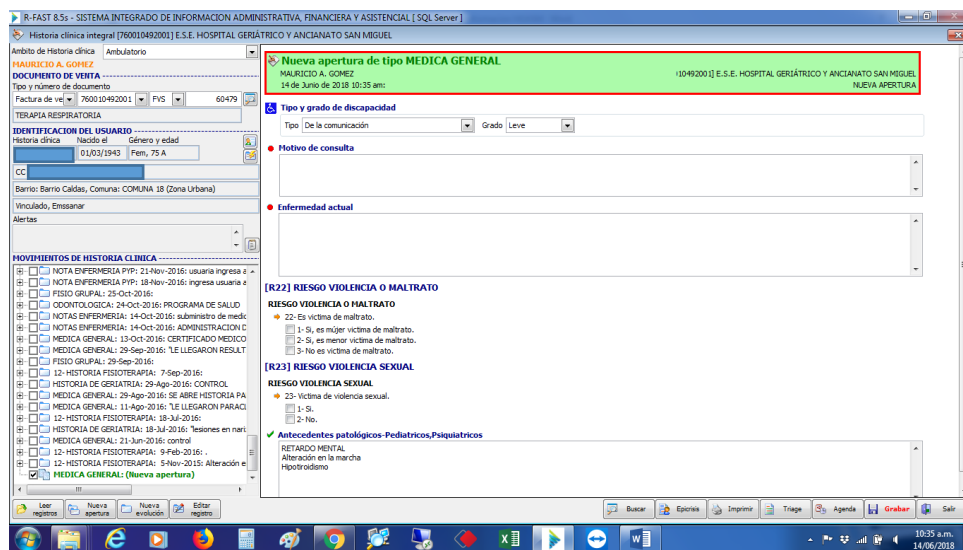 R-FAST 8.5s - SISTEMA INTEGRADO DE INFORMACION ADMINISTRATIVA, FINANCIERA Y ASISTENCIAL [ SQL Server ]
Historia clínica integral [760010492001] E.S.E. HOSPITAL GERIÁTRICO Y ANCIANATO SAN MIGUEL
Ambito de Historia clínica Ambulatorio
MAURICIO A. GOMEZ
DOCUMENTO DE VENTA
Tipo y número de documento
Factura de ve 760010492001 FVS 60479
TERAPIA RESPIRATORIA
IDENTIFICACION DEL USUARIO
Historia clínica Nacido el Género y edad
01/03/1943 Fem, 75 A
CC
Barrio: Barrio Caldas, Comuna: COMUNA 18 (Zona Urbana)
Vinculado, Emssanar
Alertas
MOVIMIENTOS DE HISTORIA CLINICA
NOTA ENFERMERIA PYP: 21-Nov-2016: usuaria ingresa a
NOTA ENFERMERIA PYP: 18-Nov-2016: ingresa usuaria a
FISIO GRUPAL: 25-Oct-2016:
ODONTOLOGICA: 24-Oct-2016: PROGRAMA DE SALUD
NOTAS ENFERMERIA: 14-Oct-2016: subministro de medic
NOTAS ENFERMERIA: 14-Oct-2016: ADMINISTRACION D
MEDICA GENERAL: 13-Oct-2016: CERTIFICADO MEDICO
MEDICA GENERAL: 29-Sep-2016: "LE LLEGARON RESULT
FISIO GRUPAL: 29-Sep-2016:
12- HISTORIA FISIOTERAPIA: 7-Sep-2016:
HISTORIA DE GERIATRIA: 29-Ago-2016: CONTROL
MEDICA GENERAL: 29-Ago-2016: SE ABRE HISTORIA PA
MEDICA GENERAL: 11-Ago-2016: "LE LLEGARON PARACL
12- HISTORIA FISIOTERAPIA: 18-Jul-2016:
HISTORIA DE GERIATRIA: 18-Jul-2016: "lesiones en nari
MEDICA GENERAL: 21-Jun-2016: control
12- HISTORIA FISIOTERAPIA: 9-Feb-2016: .
12- HISTORIA FISIOTERAPIA: 5-Nov-2015: Alteración e
MEDICA GENERAL: (Nueva apertura)
Leer registros Nueva apertura Nueva evolución Editar registro
Nueva apertura de tipo MEDICA GENERAL
MAURICIO A. GOMEZ 10492001] E.S.E. HOSPITAL GERIÁTRICO Y ANCIANATO SAN MIGUEL
14 de Junio de 2018 10:35 am: NUEVA APERTURA
Tipo y grado de discapacidad
Tipo De la comunicación Grado Leve
Motivo de consulta
Enfermedad actual
[R22] RIESGO VIOLENCIA O MALTRATO
RIESGO VIOLENCIA O MALTRATO
22- Es victima de maltrato.
1- Si, es mújer victima de maltrato.
2- Si, es menor victima de maltrato.
3- No es victima de maltrato.
[R23] RIESGO VIOLENCIA SEXUAL
RIESGO VIOLENCIA SEXUAL
23- Victima de violencia sexual.
1- Si.
2- No.
Antecedentes patológicos-Pediatricos,Psiquiatricos
RETARDO MENTAL
Alteración en la marcha
Hipotiroidismo
Buscar Epicrisis Imprimir Triage Agenda Grabar Salir
10:35 a.m.
14/06/2018